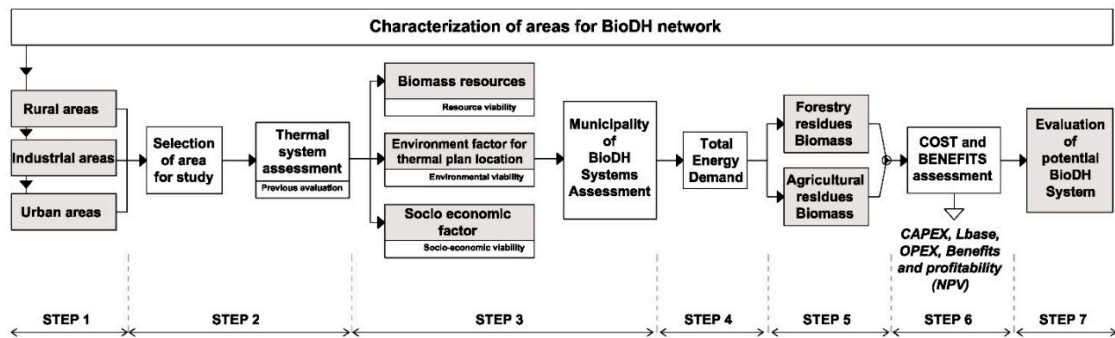 Characterization of areas for BioDH network
Rural areas
Industrial areas
Urban areas
Selection
of area
for study
Thermal
system
assessment
Previous evaluation
Biomass resources
Resource viability
Environment factor for
thermal plan location
Environmental viability
Socio economic
factor
Socio-economic viability
Municipality
of
BioDH
Systems
Assessment
Total
Energy
Demand
Forestry
residues
Biomass
Agricultural
residues
Biomass
COST and
BENEFITS
assessment
CAPEX, Lbase,
OPEX, Benefits
and profitability
(NPV)
Evaluation
of
potential
BioDH
System
STEP 1
STEP 2
STEP 3
STEP 4
STEP 5
STEP 6
STEP 7